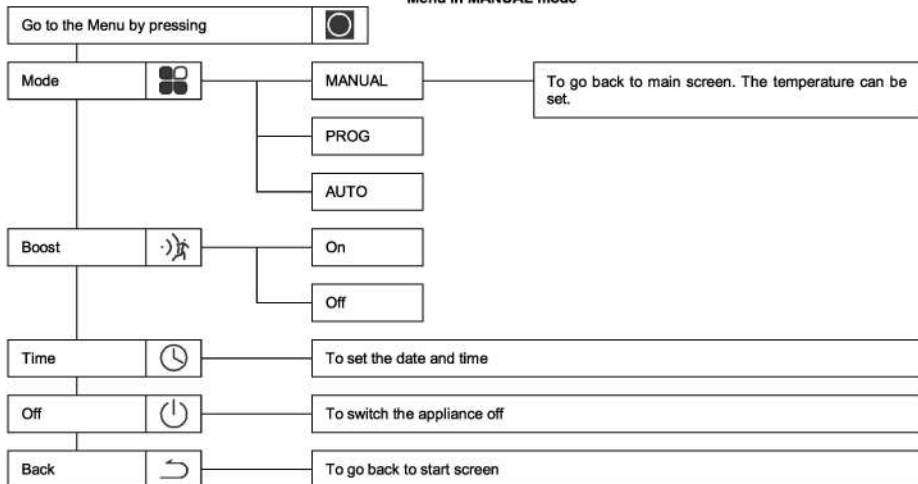 Menu in MANUAL mode
Go to the Menu by pressing
Mode
MANUAL
To go back to main screen. The temperature can be
set.
PROG
AUTO
Boost
On
Off
Time
To set the date and time
Off
To switch the appliance off
Back
To go back to start screen